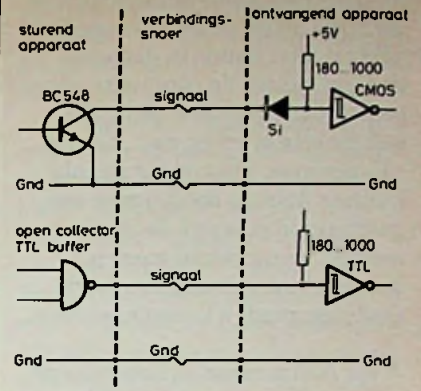 sturend
apparaat
verbindings-
snoer
ontvangend apparaat
+5V
180...1000
BC548
signaal
CMOS
Si
Gnd
Gnd
Gnd
open collector
TTL buffer
180...1000
TTL
signaal
Gnd
Gnd
Gnd